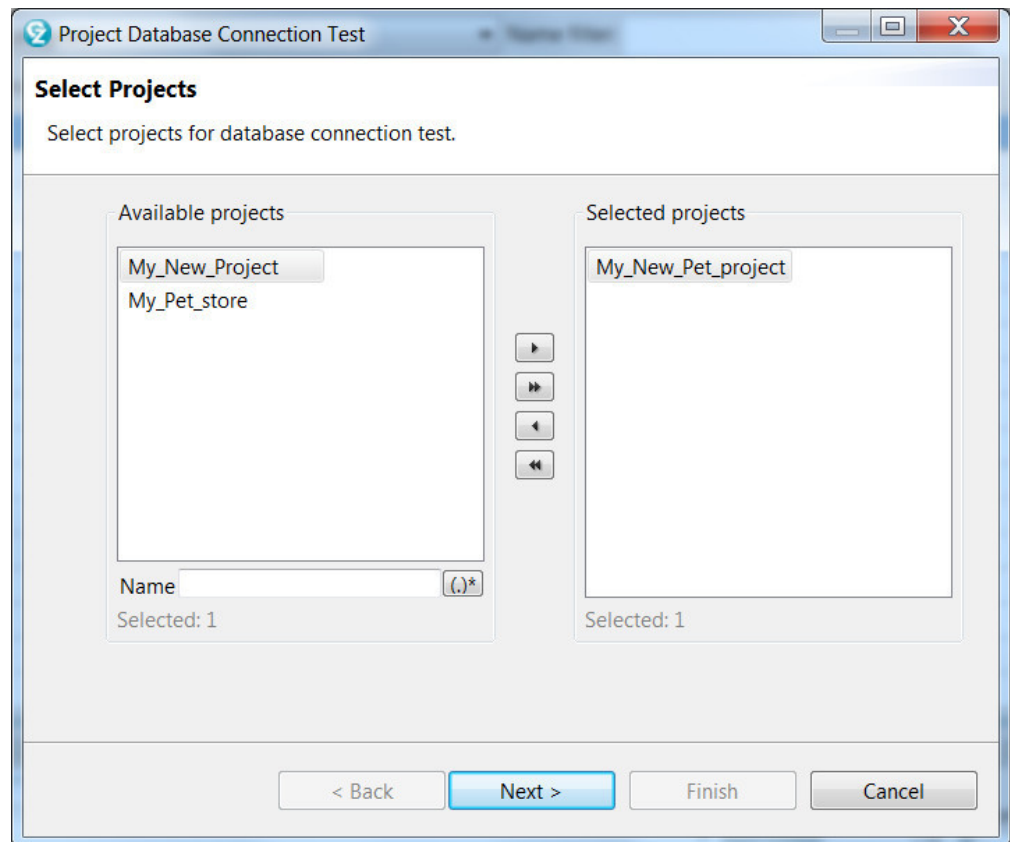 Project Database Connection Test
Select Projects
Select projects for database connection test.
Available projects
My_New_Project
My_Pet_store
Name
(.)*
Selected: 1
Selected projects
My_New_Pet_project
Selected: 1
< Back
Next >
Finish
Cancel